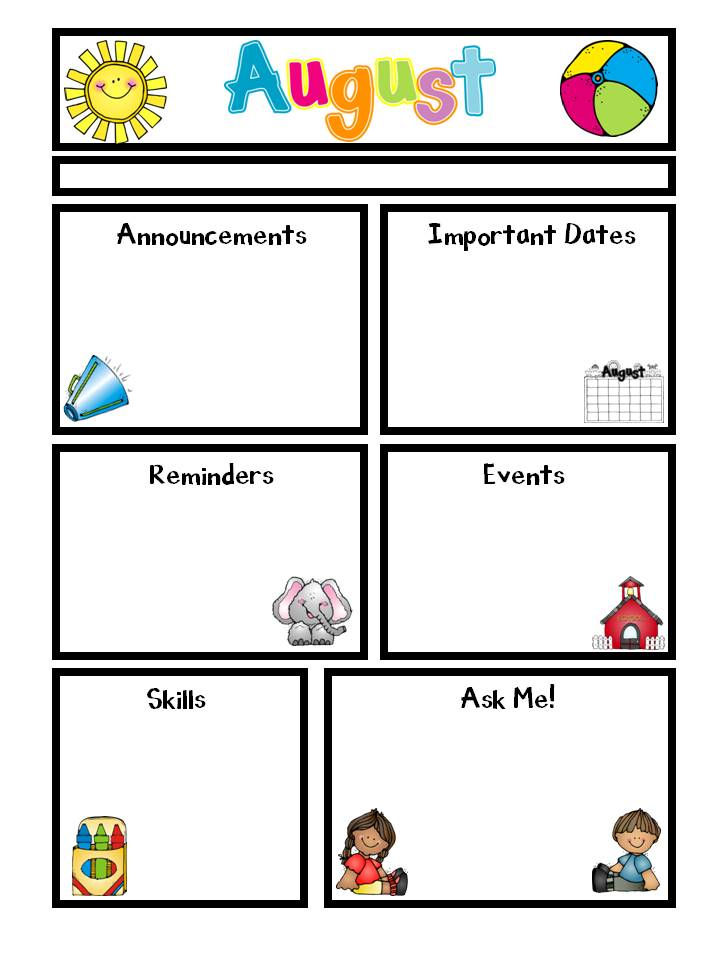 August
Announcements
Important Dates
August
Reminders
Events
Skills
Ask Me!